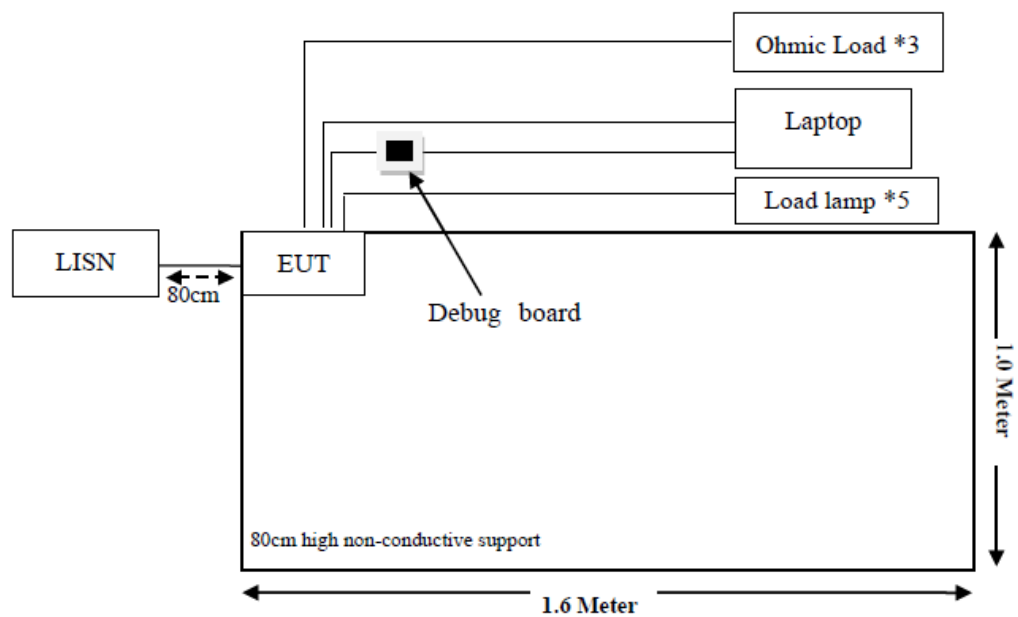 Ohmic Load *3
Laptop
Load lamp *5
LISN
EUT
80cm
Debug board
1.0 Meter
80cm high non-conductive support
1.6 Meter